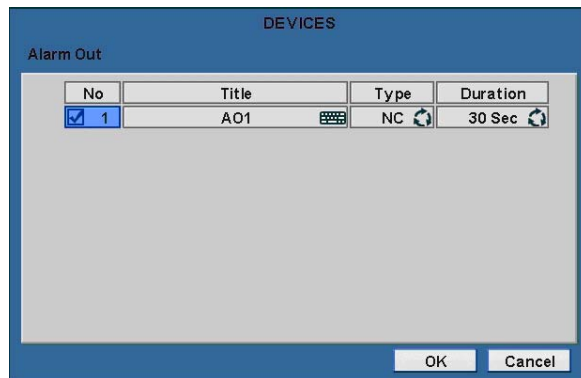 DEVICES
Alarm Out
No Title Type Duration
1 AO1 NC 30 Sec
OK Cancel